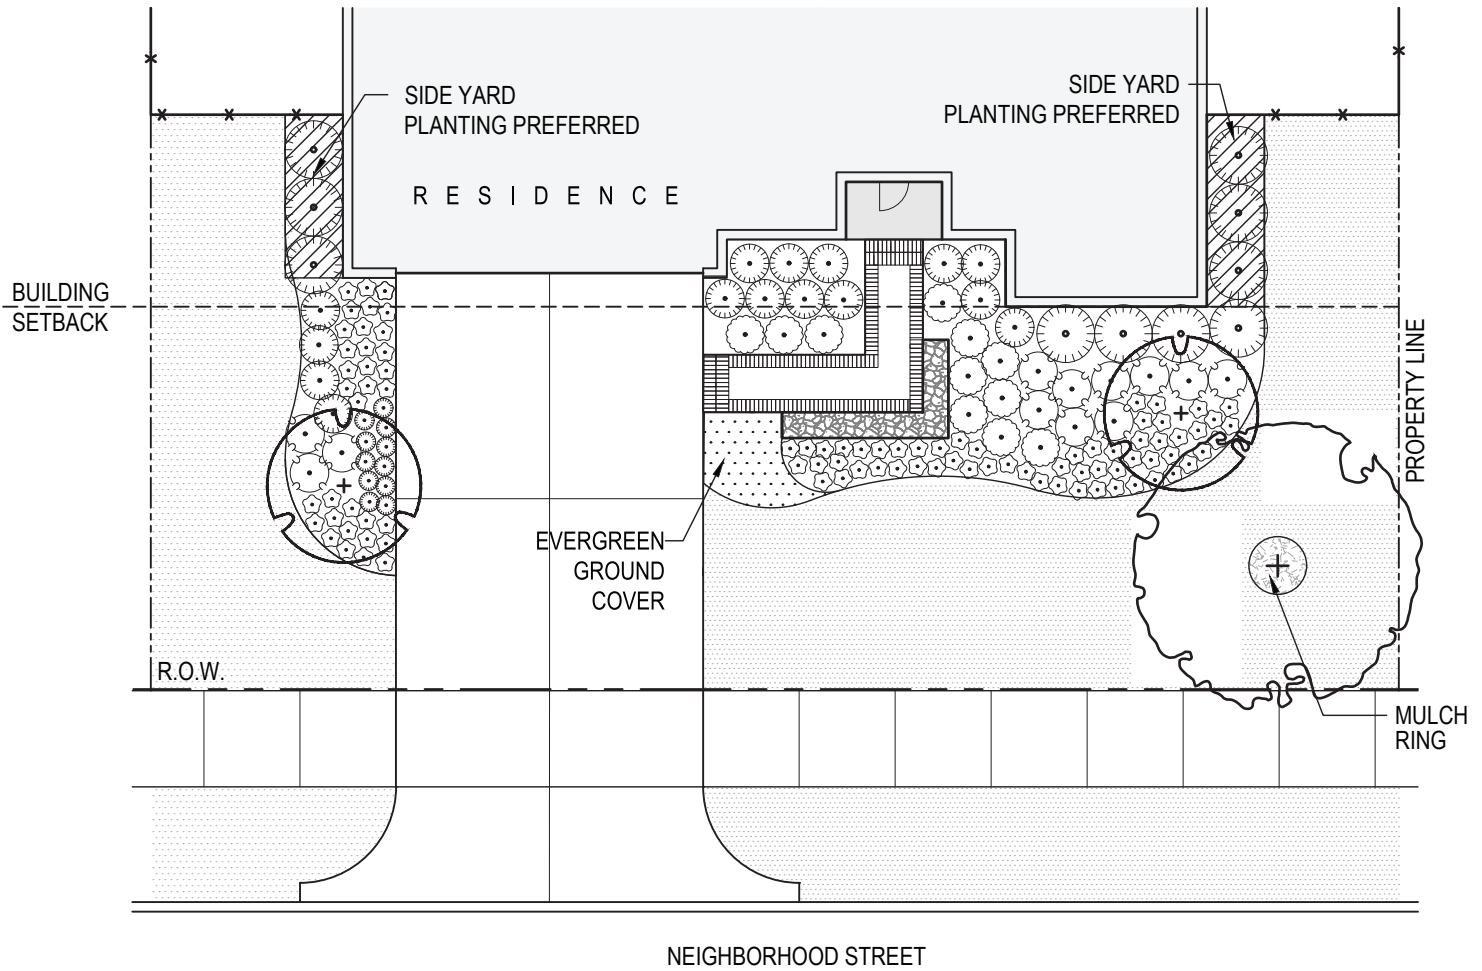 SIDE YARD
PLANTING PREFERRED
SIDE YARD
PLANTING PREFERRED
RESIDENCE
BUILDING
SETBACK
PROPERTY LINE
EVERGREEN
GROUND
COVER
R.O.W.
MULCH
RING
NEIGHBORHOOD STREET